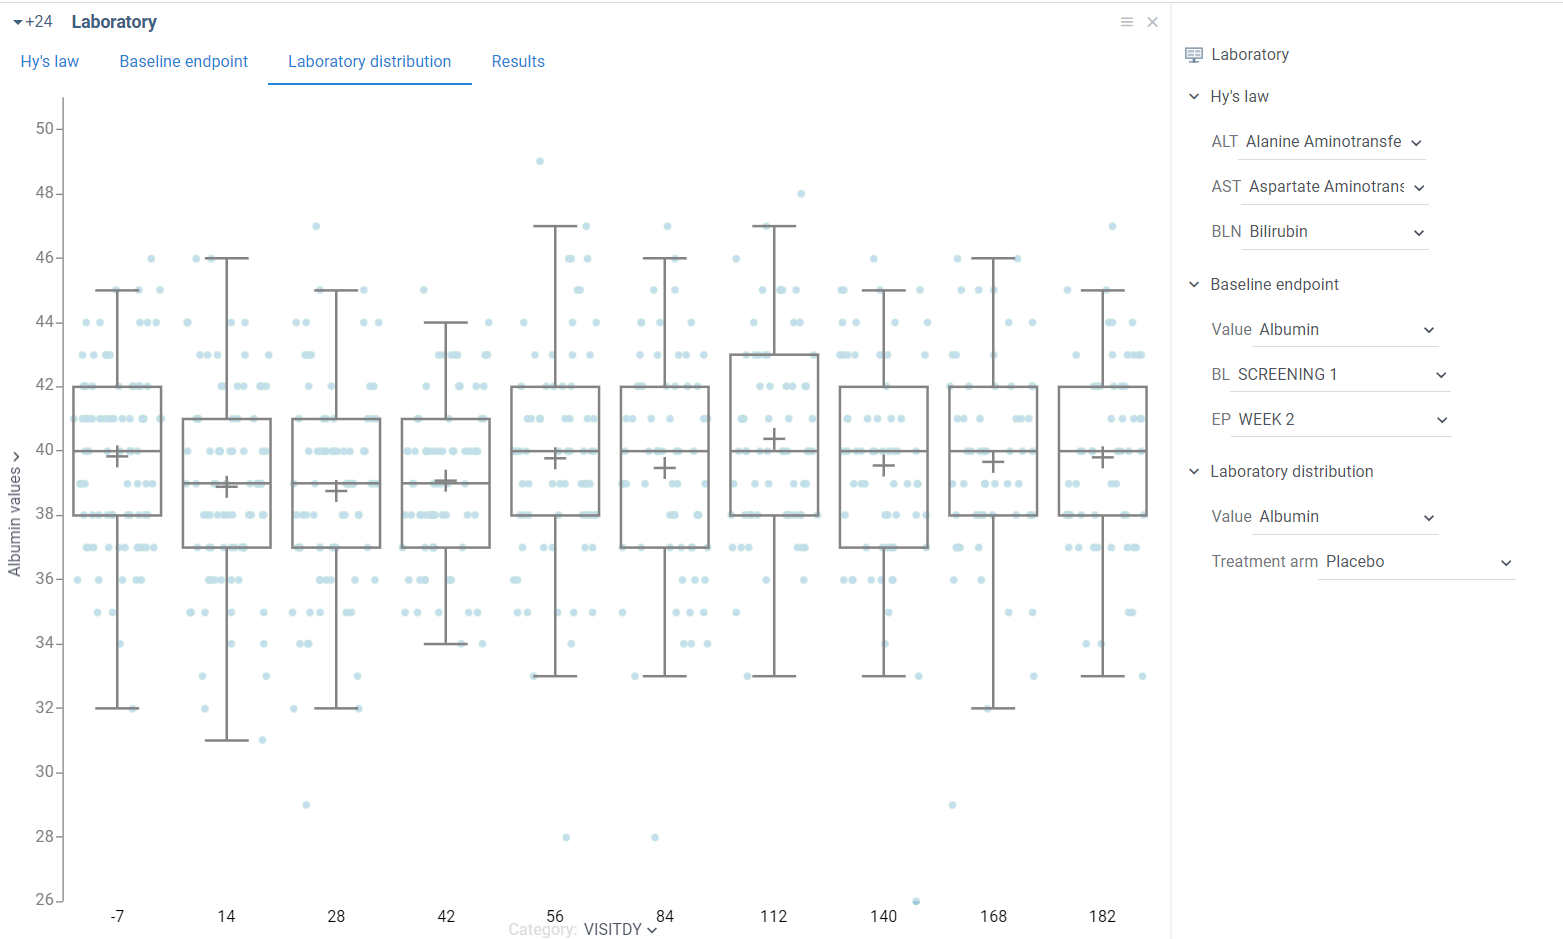 +24 Laboratory
Hy's law Baseline endpoint Laboratory distribution Results
50
48
46
44
42
40
38
36
34
32
30
28
26
Albumin values
-7 14 28 42 56 84 112 140 168 182
Category: VISITDY
Laboratory
Hy's law
ALT Alanine Aminotransfe
AST Aspartate Aminotrans
BLN Bilirubin
Baseline endpoint
Value Albumin
BL SCREENING 1
EP WEEK 2
Laboratory distribution
Value Albumin
Treatment arm Placebo